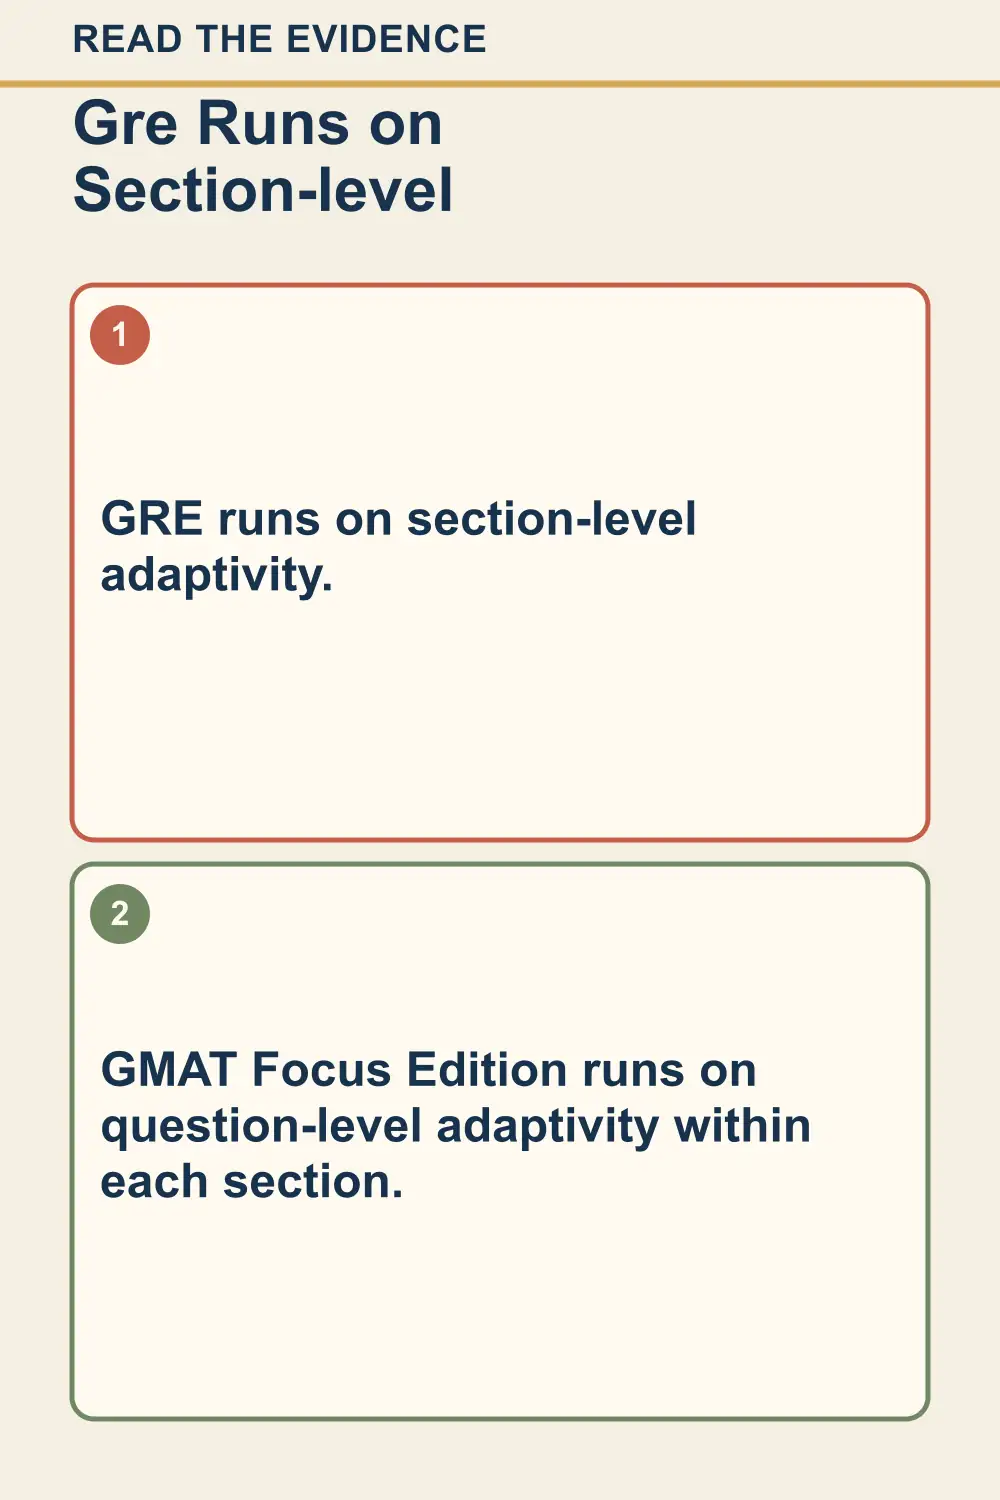 READ THE EVIDENCE
Gre Runs on
Section-level
1
GRE runs on section-level
adaptivity.
2
GMAT Focus Edition runs on
question-level adaptivity within
each section.